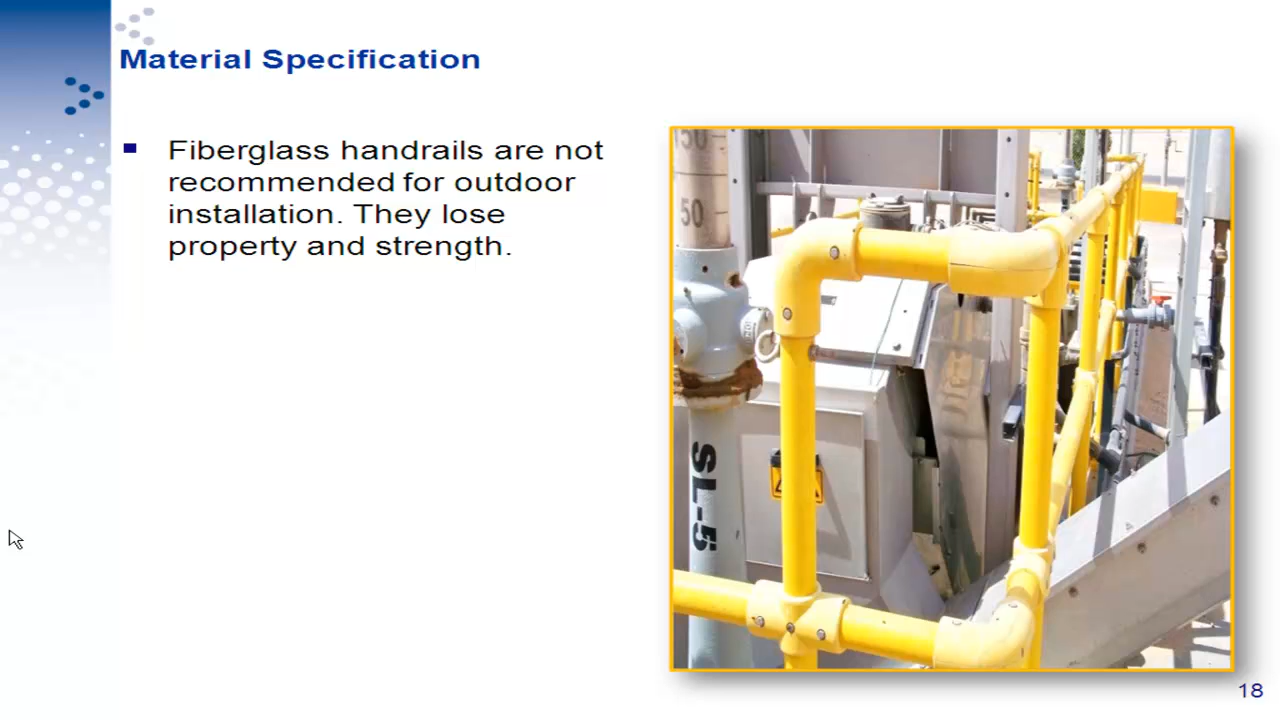 Material Specification
Fiberglass handrails are not
recommended for outdoor
installation. They lose
property and strength.
50
SL-5
18